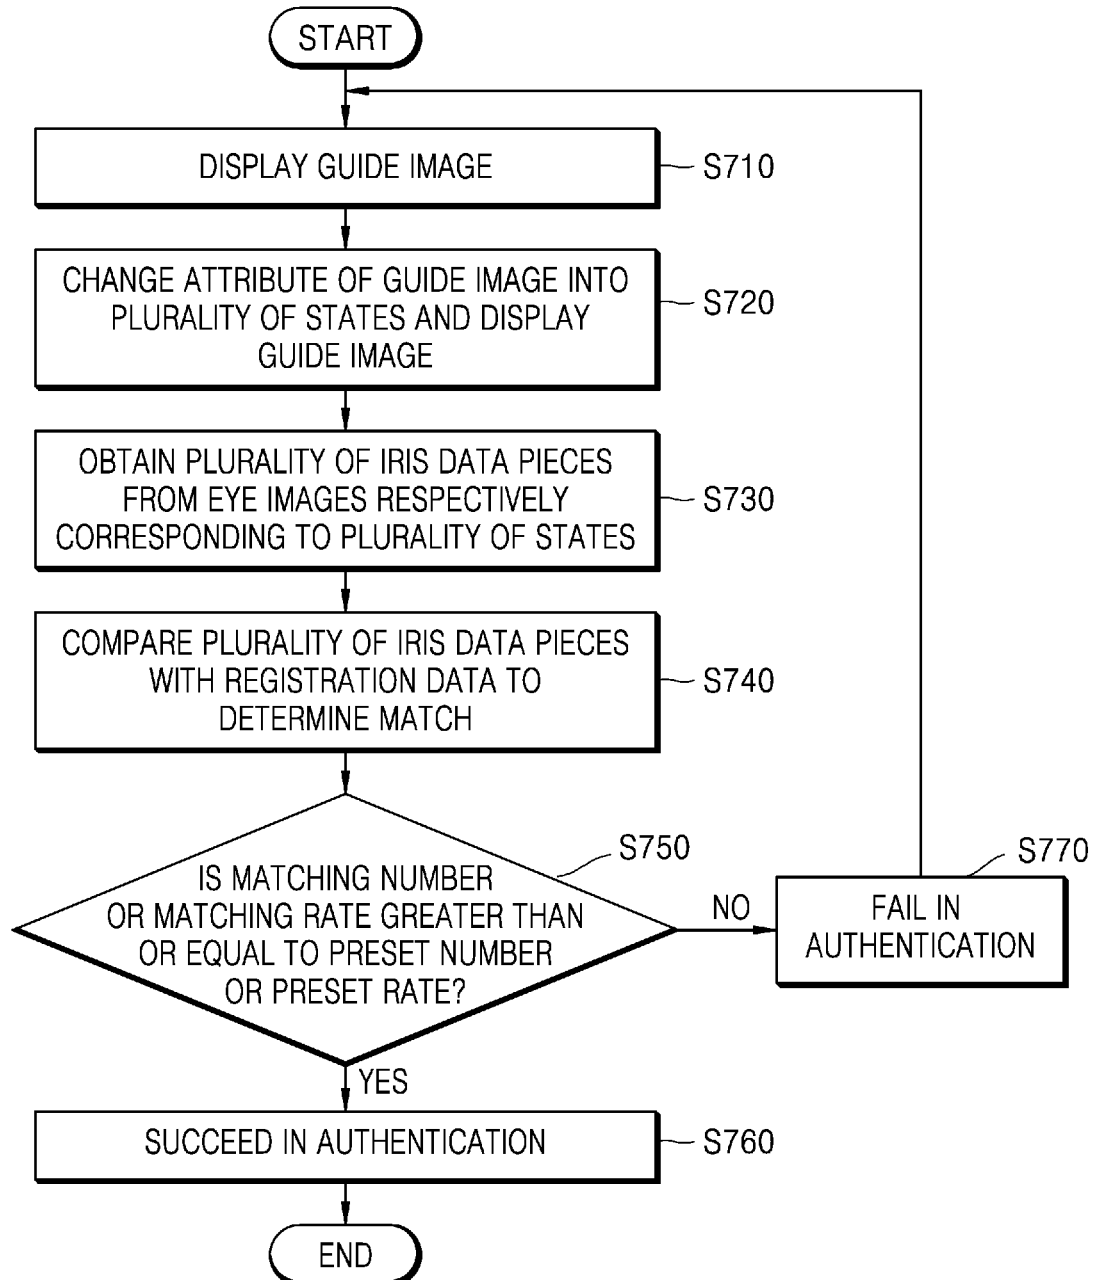 START
DISPLAY GUIDE IMAGE
S710
CHANGE ATTRIBUTE OF GUIDE IMAGE INTO
PLURALITY OF STATES AND DISPLAY
GUIDE IMAGE
S720
OBTAIN PLURALITY OF IRIS DATA PIECES
FROM EYE IMAGES RESPECTIVELY
CORRESPONDING TO PLURALITY OF STATES
S730
COMPARE PLURALITY OF IRIS DATA PIECES
WITH REGISTRATION DATA TO
DETERMINE MATCH
S740
IS MATCHING NUMBER
OR MATCHING RATE GREATER THAN
OR EQUAL TO PRESET NUMBER
OR PRESET RATE?
S750
NO
FAIL IN
AUTHENTICATION
S770
YES
SUCCEED IN AUTHENTICATION
S760
END